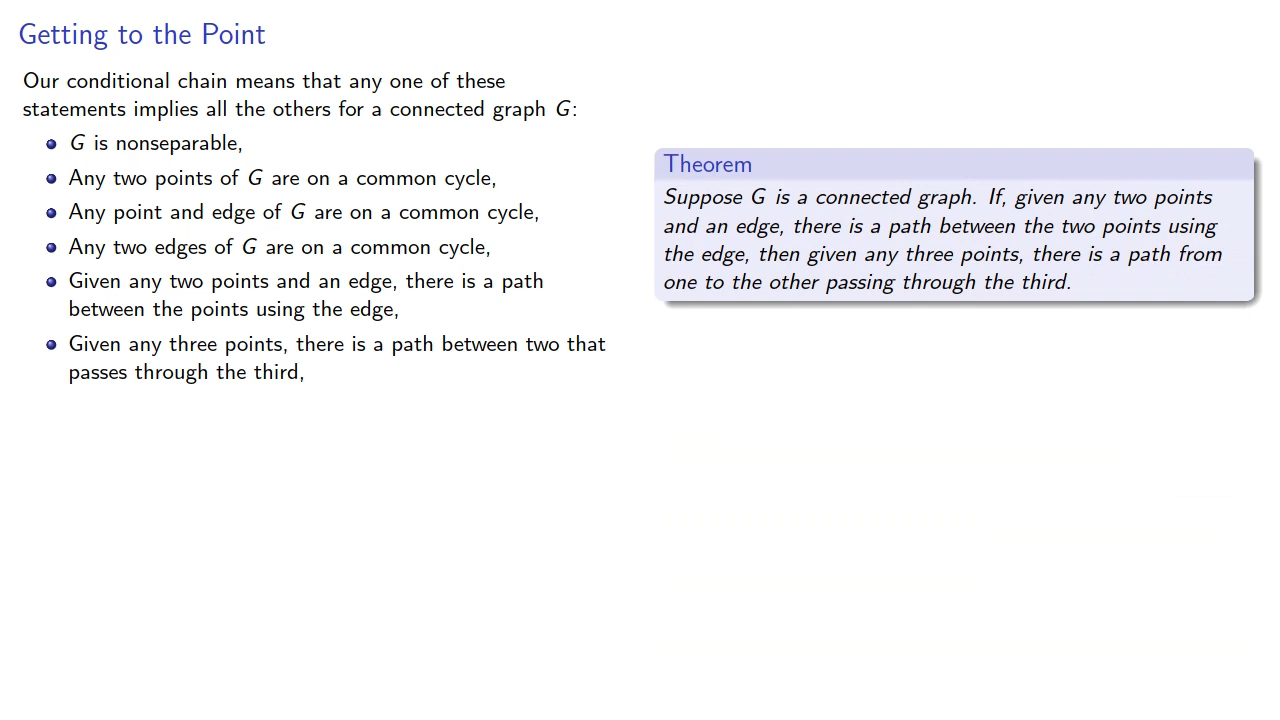 Getting to the Point
Our conditional chain means that any one of these
statements implies all the others for a connected graph G:
G is nonseparable,
Any two points of G are on a common cycle,
Any point and edge of G are on a common cycle,
Any two edges of G are on a common cycle,
Given any two points and an edge, there is a path
between the points using the edge,
Given any three points, there is a path between two that
passes through the third,
Theorem
Suppose G is a connected graph. If, given any two points
and an edge, there is a path between the two points using
the edge, then given any three points, there is a path from
one to the other passing through the third.